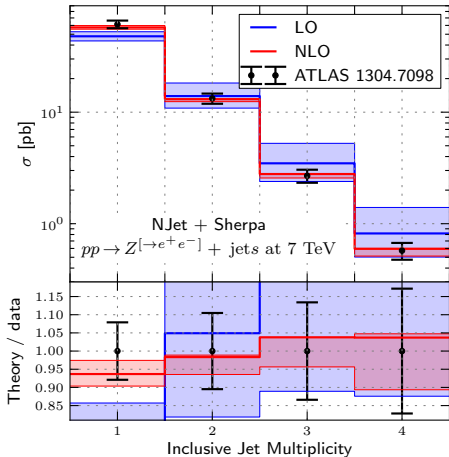 LO
NLO
ATLAS 1304.7098
10¹
10⁰
σ [pb]
NJet + Sherpa
pp → Z^[→e⁺e⁻] + jets at 7 TeV
1.15
1.10
1.05
1.00
0.95
0.90
0.85
Theory / data
1 2 3 4
Inclusive Jet Multiplicity